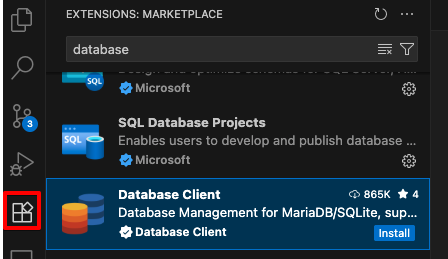 EXTENSIONS: MARKETPLACE
database
Microsoft
3
SQL Database Projects
Enables users to develop and publish database ...
Microsoft
Database Client 865K 4
Database Management for MariaDB/SQLite, sup...
Database Client Install